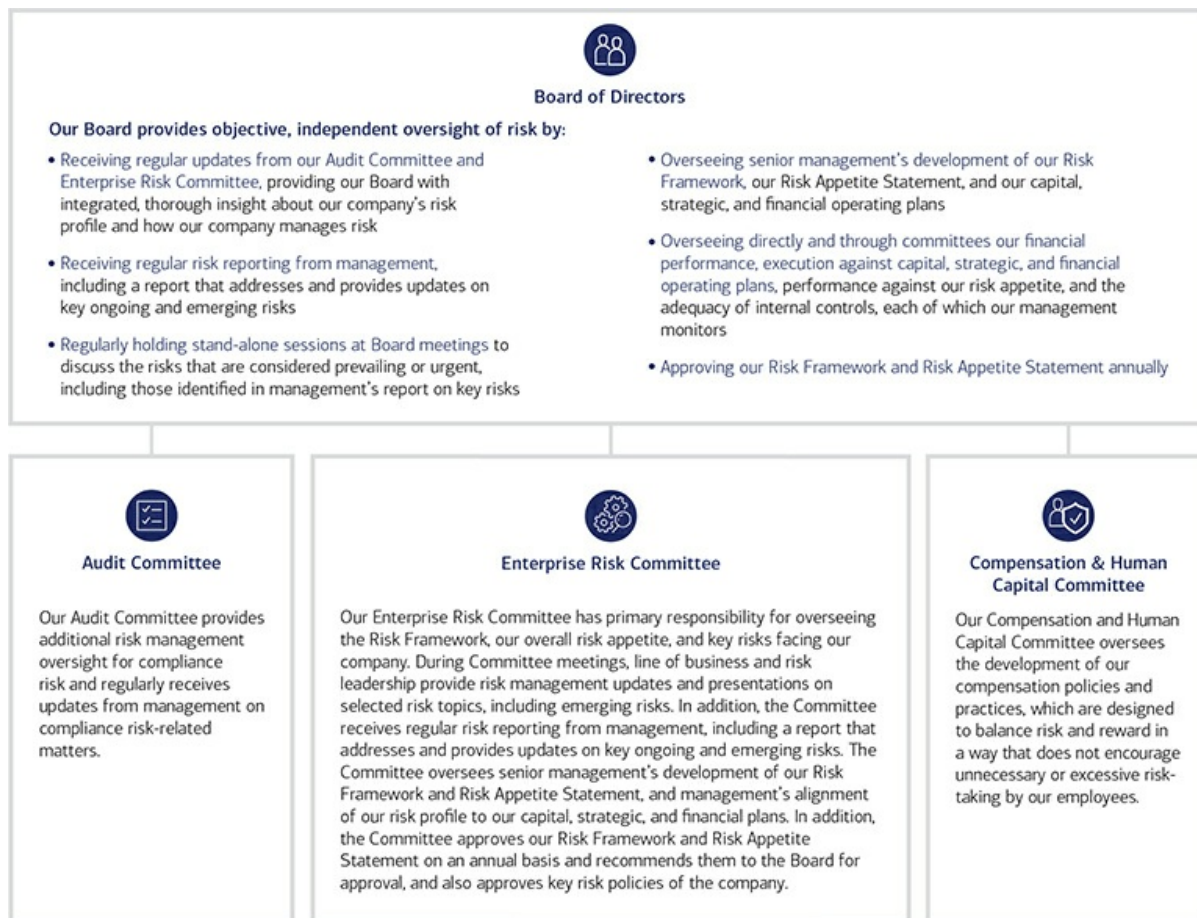 Board of Directors
Our Board provides objective, independent oversight of risk by:
• Receiving regular updates from our Audit Committee and
Enterprise Risk Committee, providing our Board with
integrated, thorough insight about our company's risk
profile and how our company manages risk
• Receiving regular risk reporting from management,
including a report that addresses and provides updates on
key ongoing and emerging risks
• Regularly holding stand-alone sessions at Board meetings to
discuss the risks that are considered prevailing or urgent,
including those identified in management's report on key risks
• Overseeing senior management's development of our Risk
Framework, our Risk Appetite Statement, and our capital,
strategic, and financial operating plans
• Overseeing directly and through committees our financial
performance, execution against capital, strategic, and financial
operating plans, performance against our risk appetite, and the
adequacy of internal controls, each of which our management
monitors
• Approving our Risk Framework and Risk Appetite Statement annually
Audit Committee
Our Audit Committee provides
additional risk management
oversight for compliance
risk and regularly receives
updates from management on
compliance risk-related
matters.
Enterprise Risk Committee
Our Enterprise Risk Committee has primary responsibility for overseeing
the Risk Framework, our overall risk appetite, and key risks facing our
company. During Committee meetings, line of business and risk
leadership provide risk management updates and presentations on
selected risk topics, including emerging risks. In addition, the Committee
receives regular risk reporting from management, including a report that
addresses and provides updates on key ongoing and emerging risks. The
Committee oversees senior management's development of our Risk
Framework and Risk Appetite Statement, and management's alignment
of our risk profile to our capital, strategic, and financial plans. In addition,
the Committee approves our Risk Framework and Risk Appetite
Statement on an annual basis and recommends them to the Board for
approval, and also approves key risk policies of the company.
Compensation & Human
Capital Committee
Our Compensation and Human
Capital Committee oversees
the development of our
compensation policies and
practices, which are designed
to balance risk and reward in
a way that does not encourage
unnecessary or excessive risk-
taking by our employees.